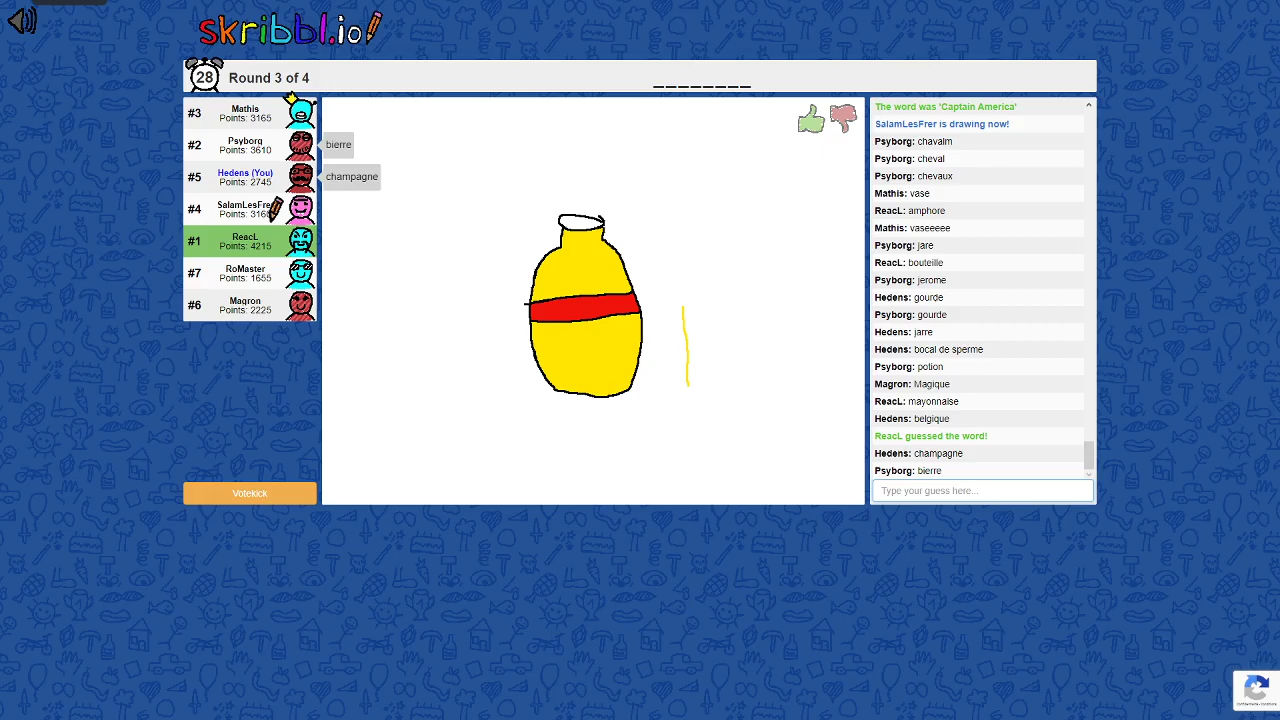 skribbl.io
28
Round 3 of 4
________
#3
Mathis
Points: 3165
#2
Psyborg
Points: 3610
#5
Hedens (You)
Points: 2745
#4
SalamLesFre
#1
ReacL
Points: 4215
#7
RoMaster
Points: 1655
#6
Magron
Points: 2225
Votekick
bierre
champagne
The word was 'Captain America'
SalamLesFrer is drawing now!
Psyborg: chavalm
Psyborg: cheval
Psyborg: chevaux
Mathis: vase
ReacL: amphore
Mathis: vaseeeee
Psyborg: jare
ReacL: bouteille
Psyborg: jerome
Hedens: gourde
Psyborg: gourde
Hedens: jarre
Hedens: bocal de sperme
Psyborg: potion
Magron: Magique
ReacL: mayonnaise
Hedens: belgique
ReacL guessed the word!
Hedens: champagne
Psyborg: bierre
Type your guess here...